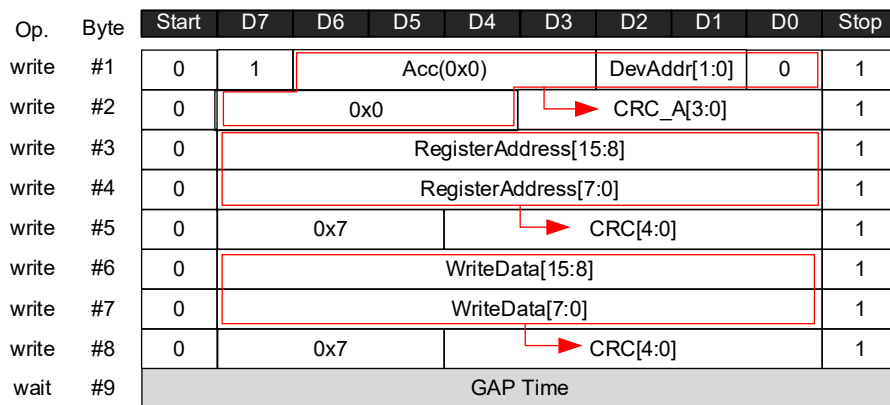 Op. Byte Start D7 D6 D5 D4 D3 D2 D1 D0 Stop
write #1 0 1 Acc(0x0) DevAddr[1:0] 0 1
write #2 0 0x0 CRC_A[3:0] 1
write #3 0 RegisterAddress[15:8] 1
write #4 0 RegisterAddress[7:0] 1
write #5 0 0x7 CRC[4:0] 1
write #6 0 WriteData[15:8] 1
write #7 0 WriteData[7:0] 1
write #8 0 0x7 CRC[4:0] 1
wait #9 GAP Time